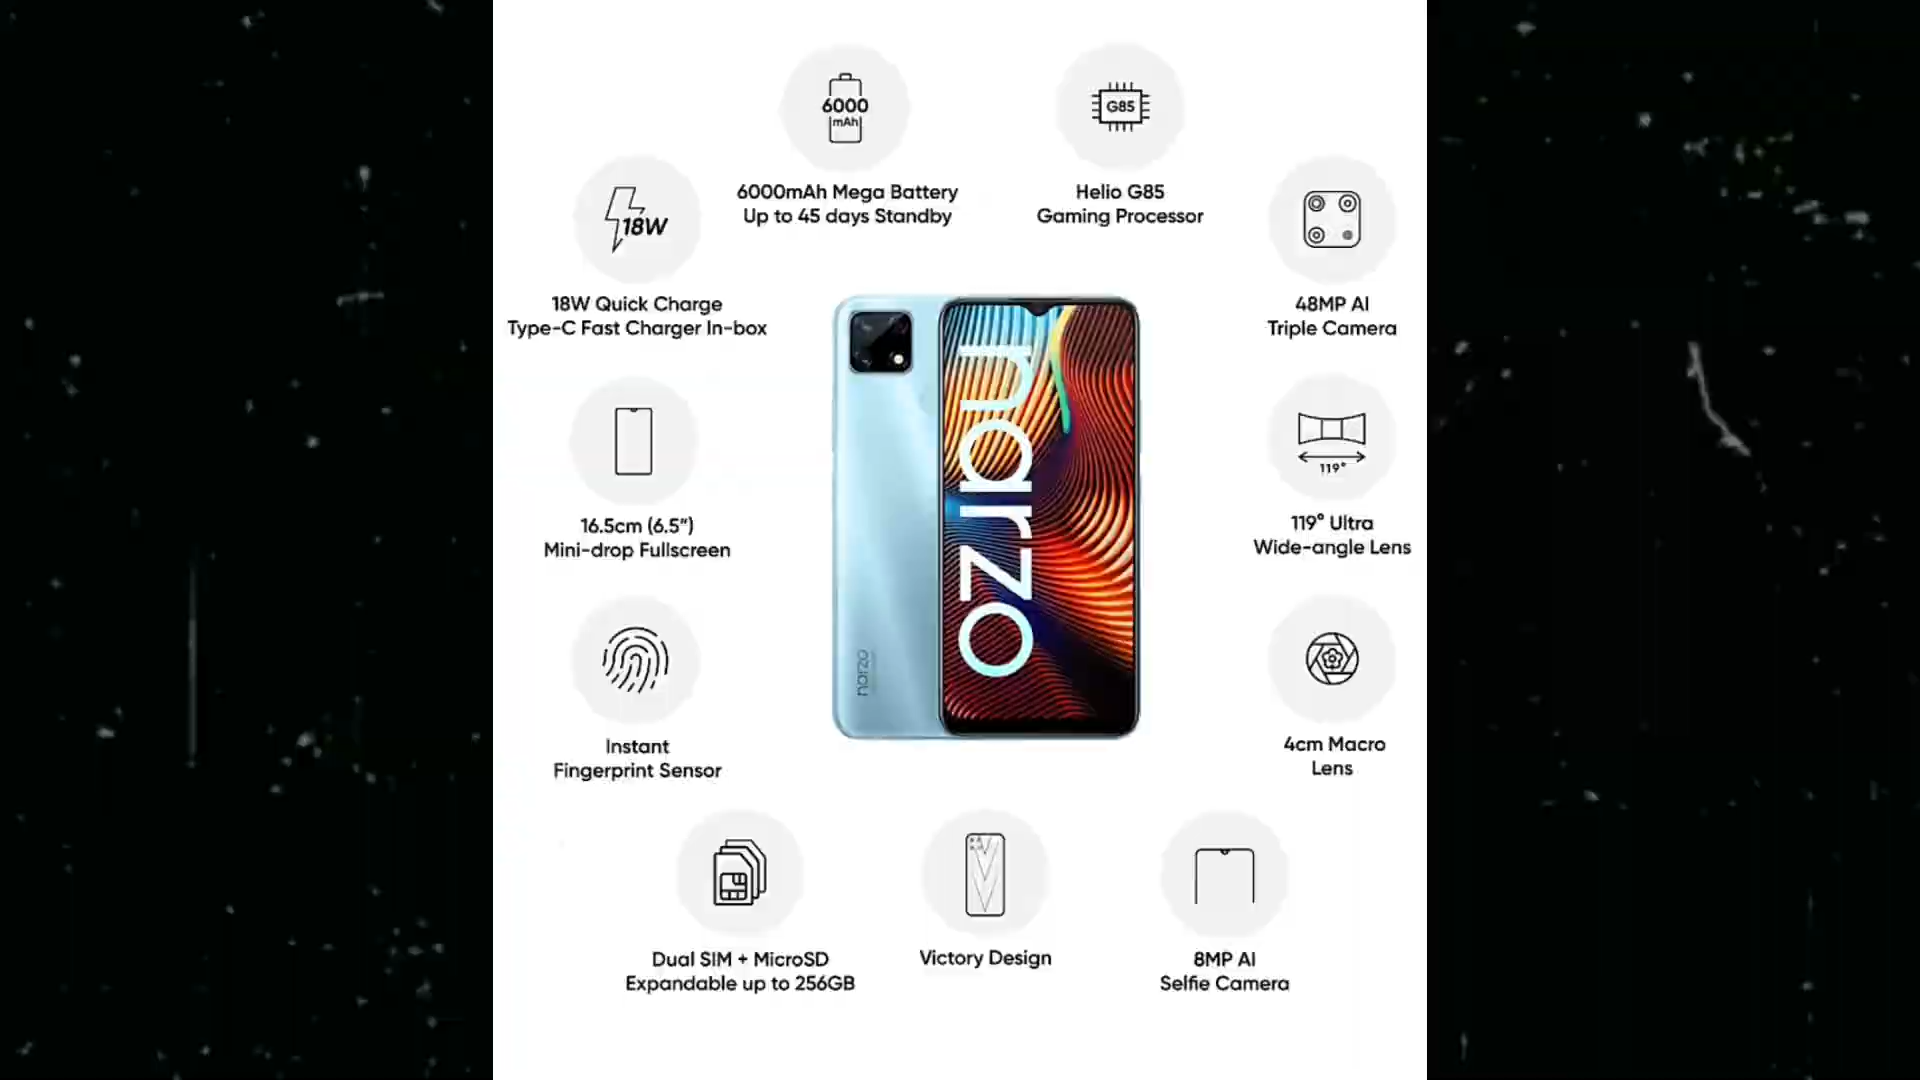 6000
mAh
G85
6000mAh Mega Battery
Up to 45 days Standby
Helio G85
Gaming Processor
18W
18W Quick Charge
Type-C Fast Charger In-box
48MP AI
Triple Camera
narzo
narzo
119°
16.5cm (6.5")
Mini-drop Fullscreen
119° Ultra
Wide-angle Lens
Instant
Fingerprint Sensor
4cm Macro
Lens
Dual SIM + MicroSD
Expandable up to 256GB
Victory Design
8MP AI
Selfie Camera